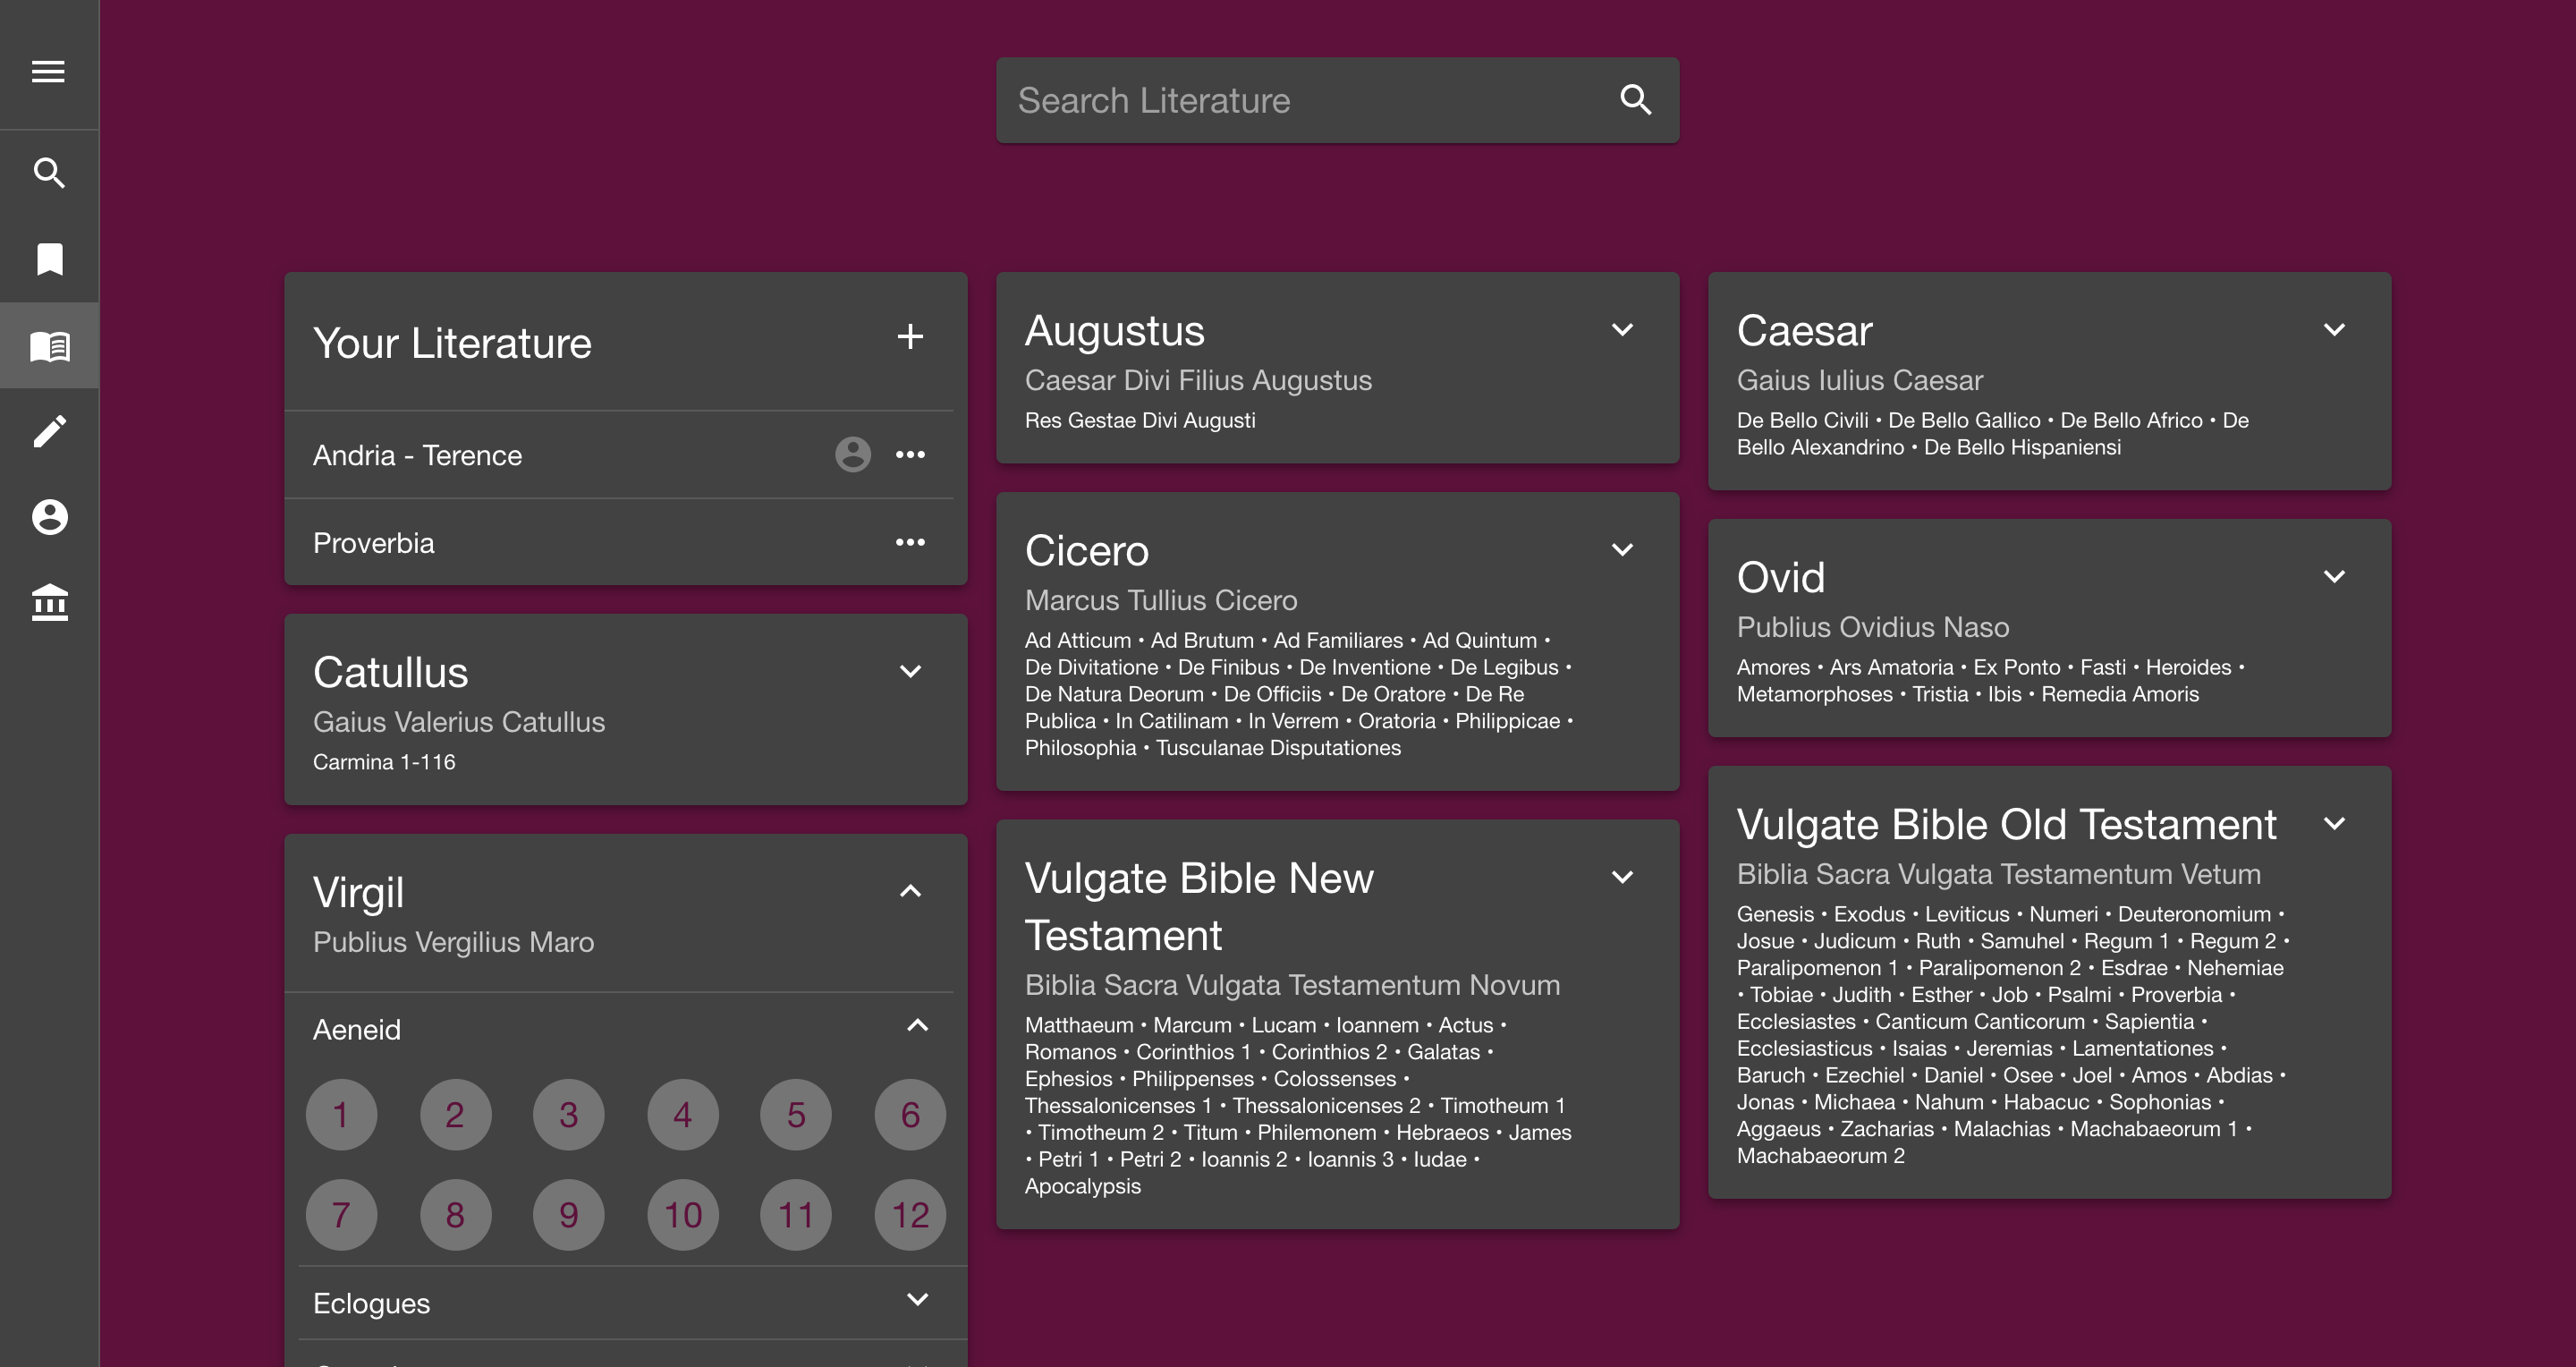 Search Literature
Your Literature
Andria - Terence
Proverbia
Catullus
Gaius Valerius Catullus
Carmina 1-116
Virgil
Publius Vergilius Maro
Aeneid
1 2 3 4 5 6
7 8 9 10 11 12
Eclogues
Augustus
Caesar Divi Filius Augustus
Res Gestae Divi Augusti
Cicero
Marcus Tullius Cicero
Ad Atticum • Ad Brutum • Ad Familiares • Ad Quintum •
De Divitatione • De Finibus • De Inventione • De Legibus •
De Natura Deorum • De Officiis • De Oratore • De Re
Publica • In Catilinam • In Verrem • Oratoria • Philippicae •
Philosophia • Tusculanae Disputationes
Vulgate Bible New
Testament
Biblia Sacra Vulgata Testamentum Novum
Matthaeum • Marcum • Lucam • Ioannem • Actus •
Romanos • Corinthios 1 • Corinthios 2 • Galatas •
Ephesios • Philippenses • Colossenses •
Thessalonicenses 1 • Thessalonicenses 2 • Timotheum 1
• Timotheum 2 • Titum • Philemonem • Hebraeos • James
• Petri 1 • Petri 2 • Ioannis 2 • Ioannis 3 • Iudae •
Apocalypsis
Caesar
Gaius Iulius Caesar
De Bello Civili • De Bello Gallico • De Bello Africo • De
Bello Alexandrino • De Bello Hispaniensi
Ovid
Publius Ovidius Naso
Amores • Ars Amatoria • Ex Ponto • Fasti • Heroides •
Metamorphoses • Tristia • Ibis • Remedia Amoris
Vulgate Bible Old Testament
Biblia Sacra Vulgata Testamentum Vetum
Genesis • Exodus • Leviticus • Numeri • Deuteronomium •
Josue • Judicum • Ruth • Samuhel • Regum 1 • Regum 2 •
Paralipomenon 1 • Paralipomenon 2 • Esdrae • Nehemiae
• Tobiae • Judith • Esther • Job • Psalmi • Proverbia •
Ecclesiastes • Canticum Canticorum • Sapientia •
Ecclesiasticus • Isaias • Jeremias • Lamentationes •
Baruch • Ezechiel • Daniel • Osee • Joel • Amos • Abdias •
Jonas • Michaea • Nahum • Habacuc • Sophonias •
Aggaeus • Zacharias • Malachias • Machabaeorum 1 •
Machabaeorum 2